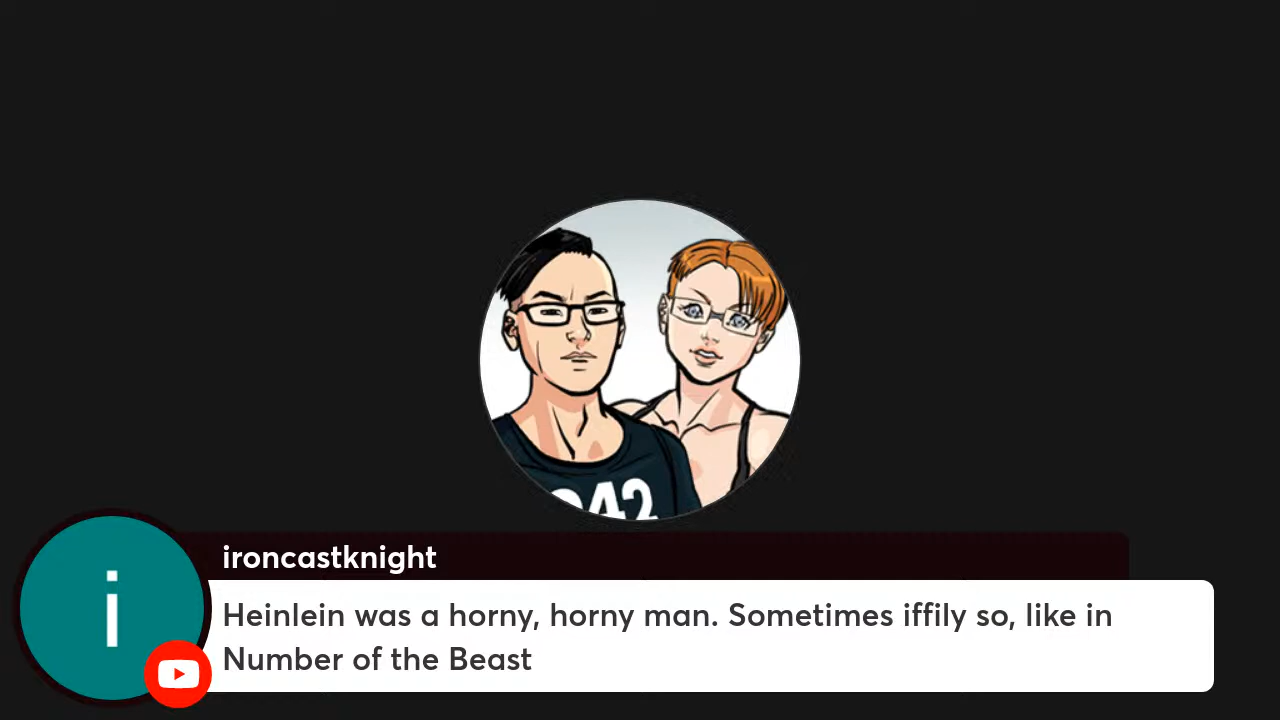 ironcastknight
Heinlein was a horny, horny man. Sometimes iffily so, like in
Number of the Beast
i